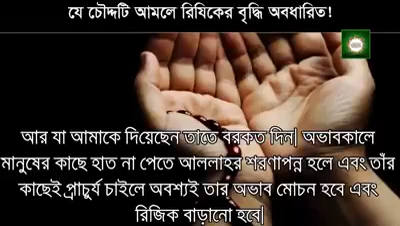 যে চৌদ্দটি আমলে রিযিকের বৃদ্ধি অবধারিত!
আর যা আমাকে দিয়েছেন তাতে বরকত দিন| অভাবকালে
মানুষের কাছে হাত না পেতে আললাহর শরণাপন্ন হলে এবং তাঁর
কাছেই প্রাচুর্য চাইলে অবশ্যই তার অভাব মোচন হবে এবং
রিজিক বাড়ানো হবে|